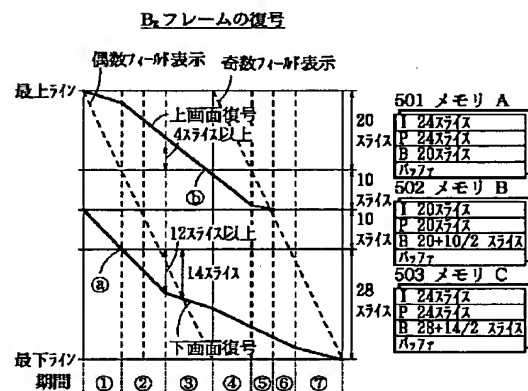 B₂フレームの復号
偶数フィールド表示
奇数フィールド表示
最上ライン
上画面復号
4スライス以上
ⓑ
12スライス以上
14スライス
ⓐ
下画面復号
最下ライン
20
スライス
10
スライス
10
スライス
28
スライス
期間 ① ② ③ ④ ⑤ ⑥ ⑦
501 メモリ A
I 24スライス
P 24スライス
B 20スライス
バッファ
502 メモリ B
I 20スライス
P 20スライス
B 20+10/2 スライス
バッファ
503 メモリ C
I 24スライス
P 24スライス
B 28+14/2 スライス
バッファ